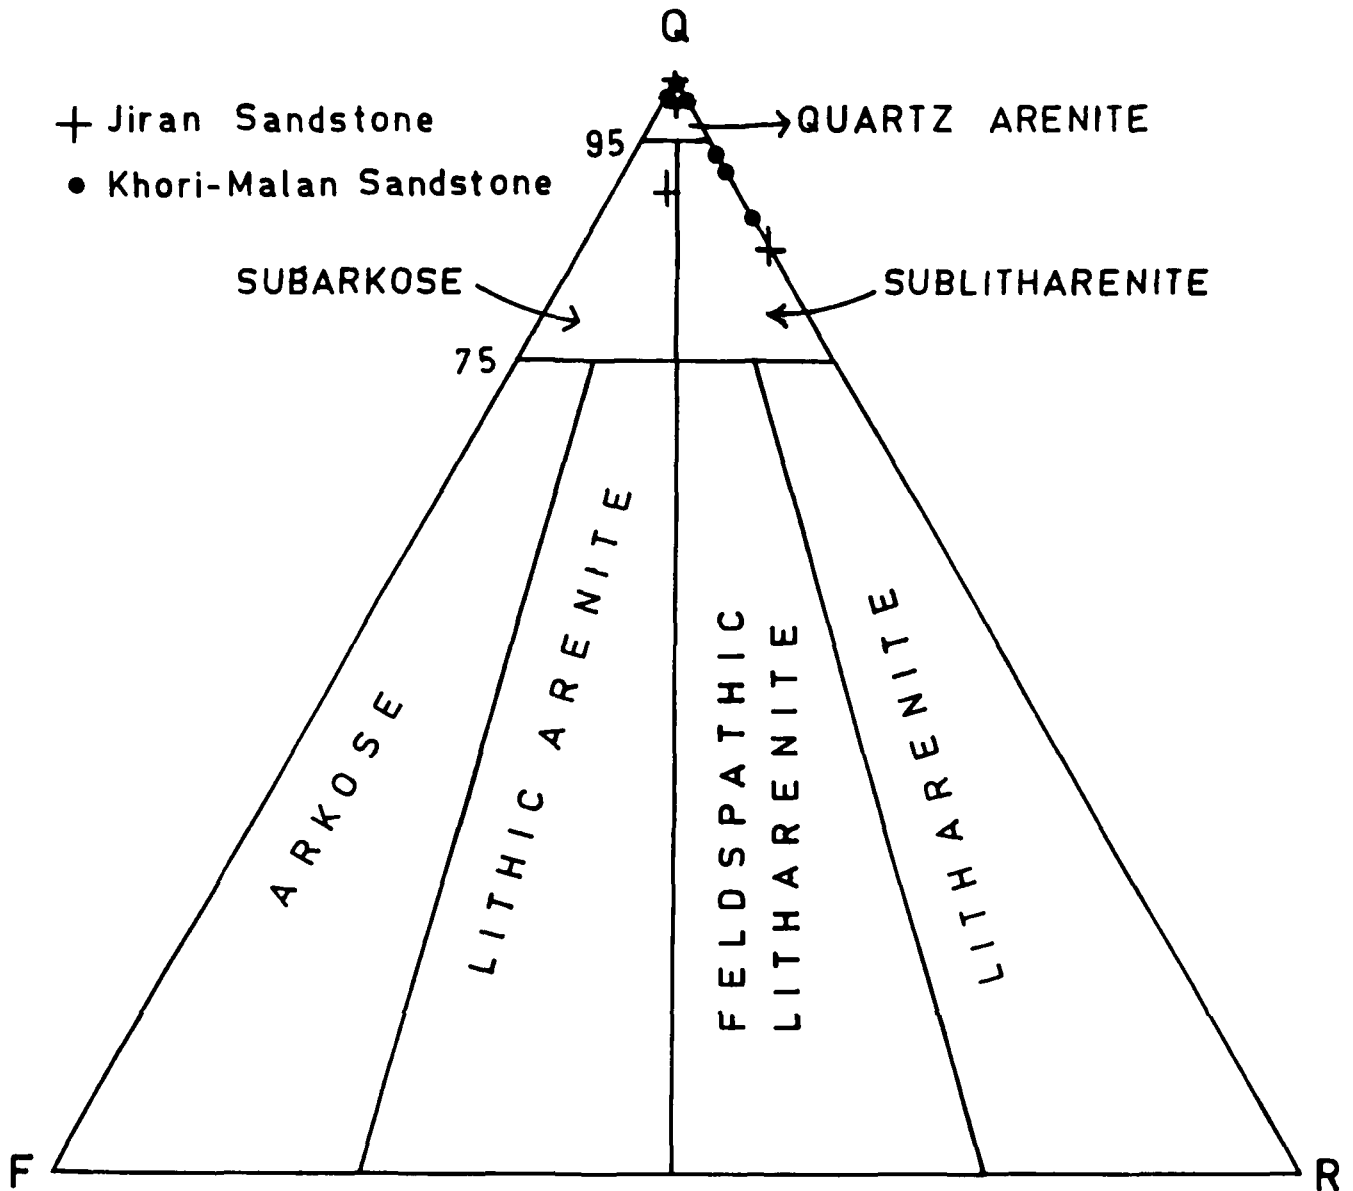 Q
+ Jiran Sandstone
QUARTZ ARENITE
95
● Khori-Malan Sandstone
SUBARKOSE
SUBLITHARENITE
75
ARKOSE
LITHIC ARENITE
FELDSPATHIC
LITHARENITE
LITHARENITE
F
R